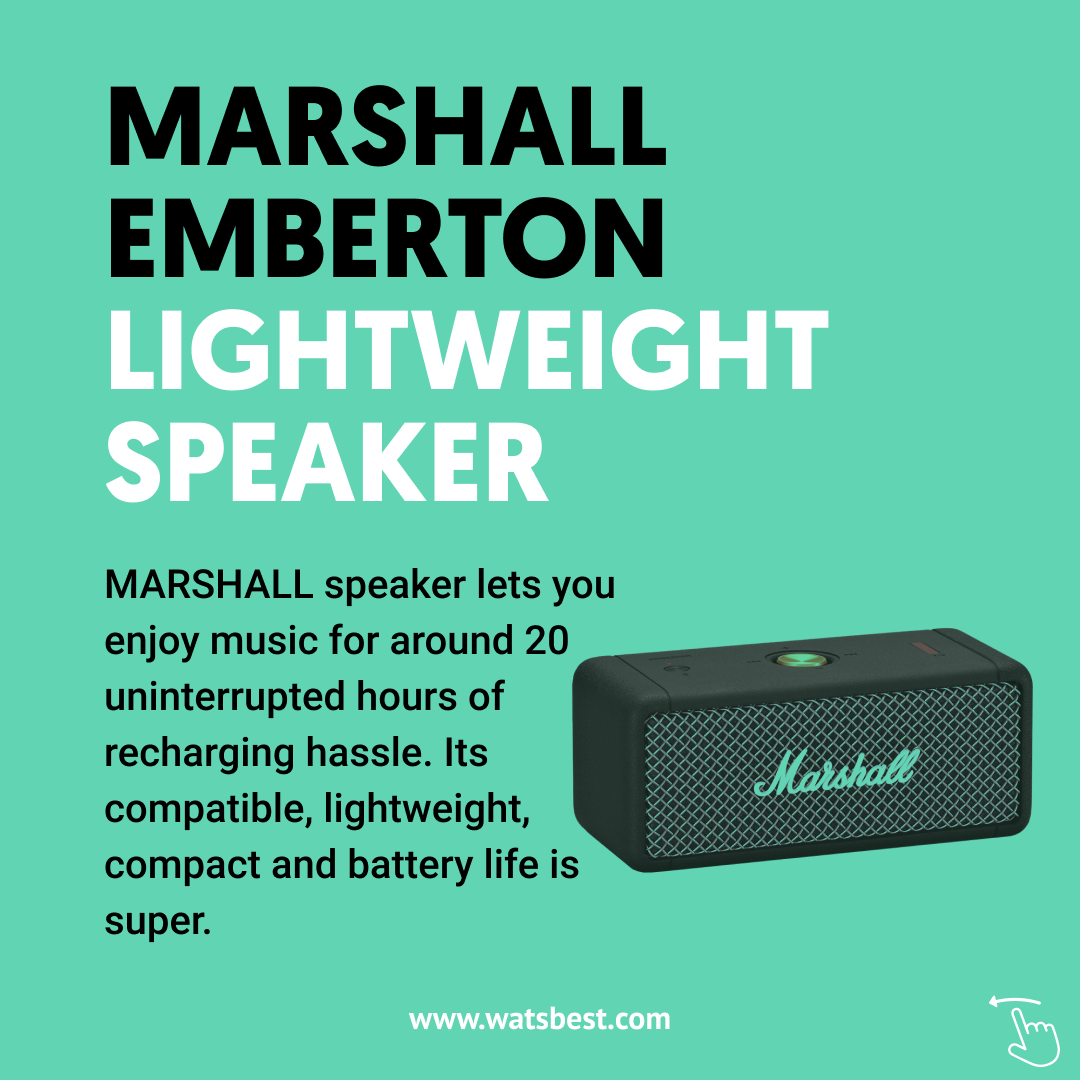 MARSHALL
EMBERTON
LIGHTWEIGHT
SPEAKER
MARSHALL speaker lets you
enjoy music for around 20
uninterrupted hours of
recharging hassle. Its
compatible, lightweight,
compact and battery life is
super.
Marshall
www.watsbest.com